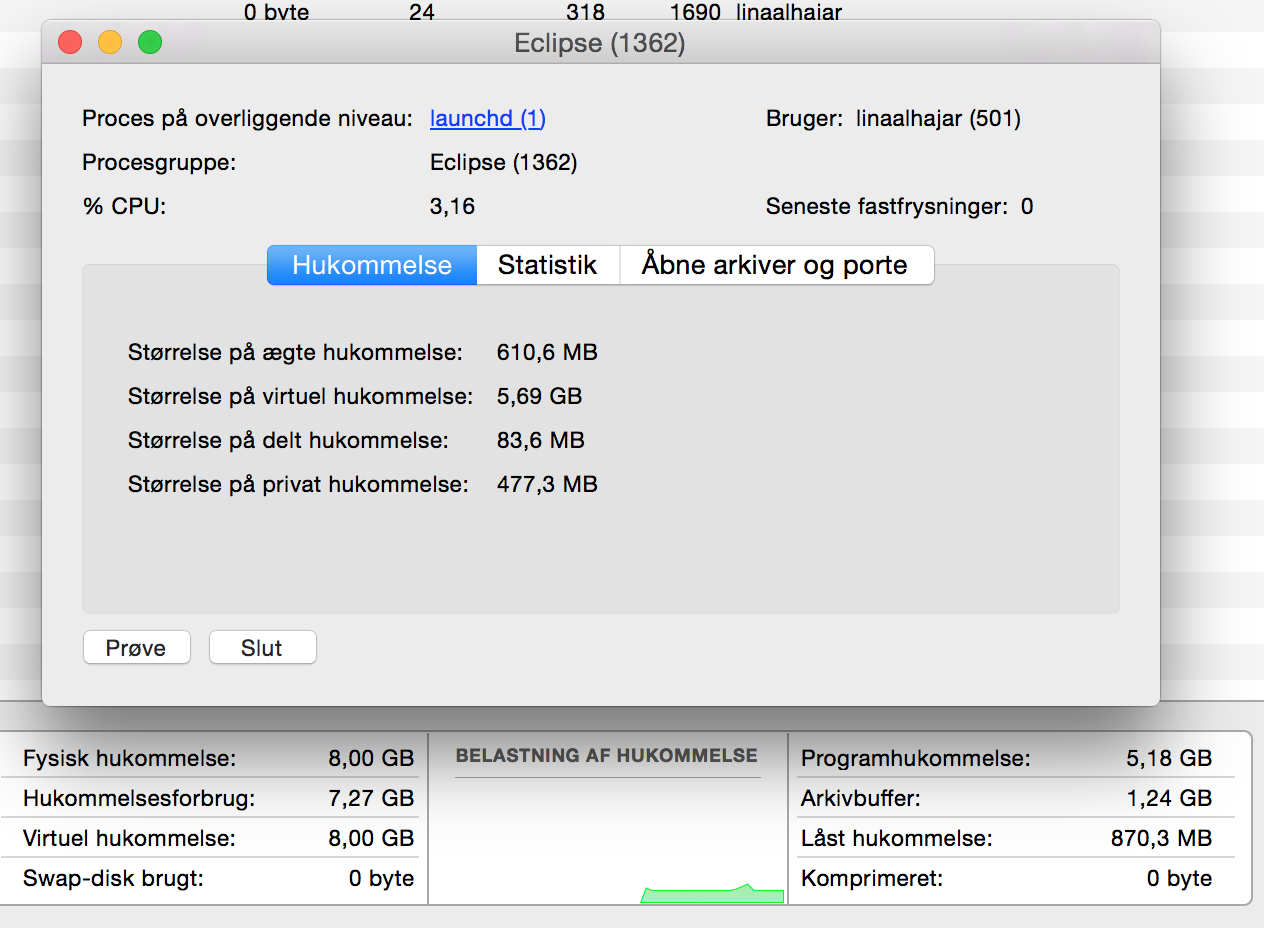 0 byte 24 318 1690 linaalhajar
Eclipse (1362)
Proces på overliggende niveau: launchd (1) Bruger: linaalhajar (501)
Procesgruppe: Eclipse (1362)
% CPU: 3,16 Seneste fastfrysninger: 0
Hukommelse Statistik Åbne arkiver og porte
Størrelse på ægte hukommelse: 610,6 MB
Størrelse på virtuel hukommelse: 5,69 GB
Størrelse på delt hukommelse: 83,6 MB
Størrelse på privat hukommelse: 477,3 MB
Prøve Slut
Fysisk hukommelse: 8,00 GB
Hukommelsesforbrug: 7,27 GB
Virtuel hukommelse: 8,00 GB
Swap-disk brugt: 0 byte
BELASTNING AF HUKOMMELSE
Programhukommelse: 5,18 GB
Arkivbuffer: 1,24 GB
Låst hukommelse: 870,3 MB
Komprimeret: 0 byte